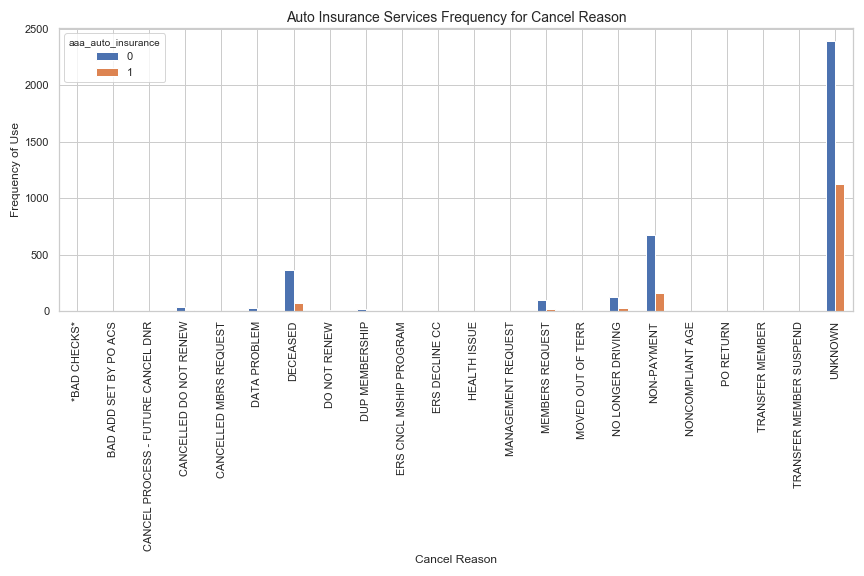 Auto Insurance Services Frequency for Cancel Reason
aaa_auto_insurance
0
1
2500
2000
1500
1000
500
0
Frequency of Use
*BAD CHECKS*
BAD ADD SET BY PO ACS
CANCEL PROCESS - FUTURE CANCEL DNR
CANCELLED DO NOT RENEW
CANCELLED MBRS REQUEST
DATA PROBLEM
DECEASED
DO NOT RENEW
DUP MEMBERSHIP
ERS CNCL MSHIP PROGRAM
ERS DECLINE CC
HEALTH ISSUE
MANAGEMENT REQUEST
MEMBERS REQUEST
MOVED OUT OF TERR
NO LONGER DRIVING
NON-PAYMENT
NONCOMPLIANT AGE
PO RETURN
TRANSFER MEMBER
TRANSFER MEMBER SUSPEND
UNKNOWN
Cancel Reason